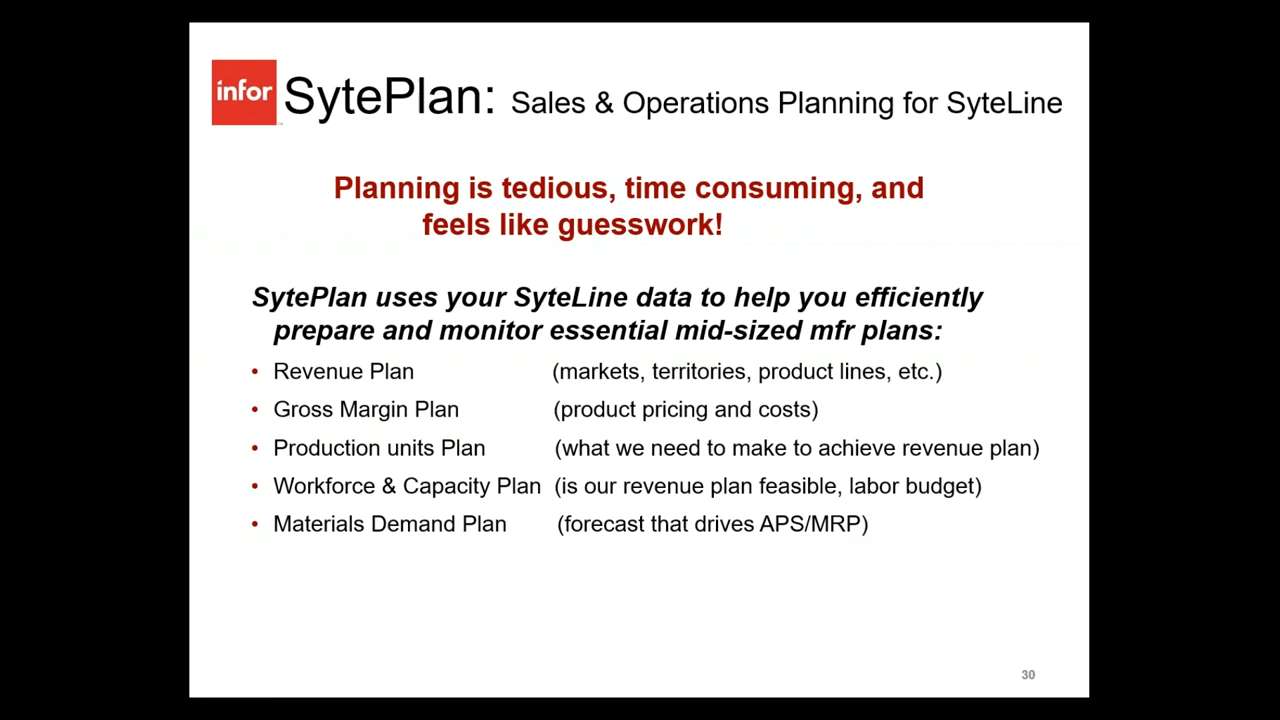 infor
SytePlan: Sales & Operations Planning for SyteLine
Planning is tedious, time consuming, and
feels like guesswork!
SytePlan uses your SyteLine data to help you efficiently
prepare and monitor essential mid-sized mfr plans:
• Revenue Plan (markets, territories, product lines, etc.)
• Gross Margin Plan (product pricing and costs)
• Production units Plan (what we need to make to achieve revenue plan)
• Workforce & Capacity Plan (is our revenue plan feasible, labor budget)
• Materials Demand Plan (forecast that drives APS/MRP)
30